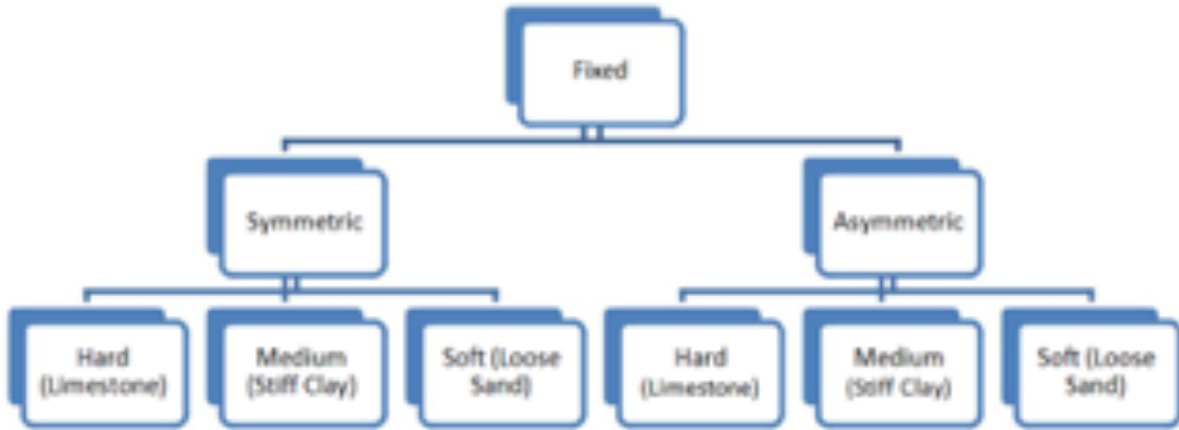 Fixed
Symmetric
Asymmetric
Hard
(Limestone)
Medium
(Stiff Clay)
Soft (Loose
Sand)
Hard
(Limestone)
Medium
(Stiff Clay)
Soft (Loose
Sand)